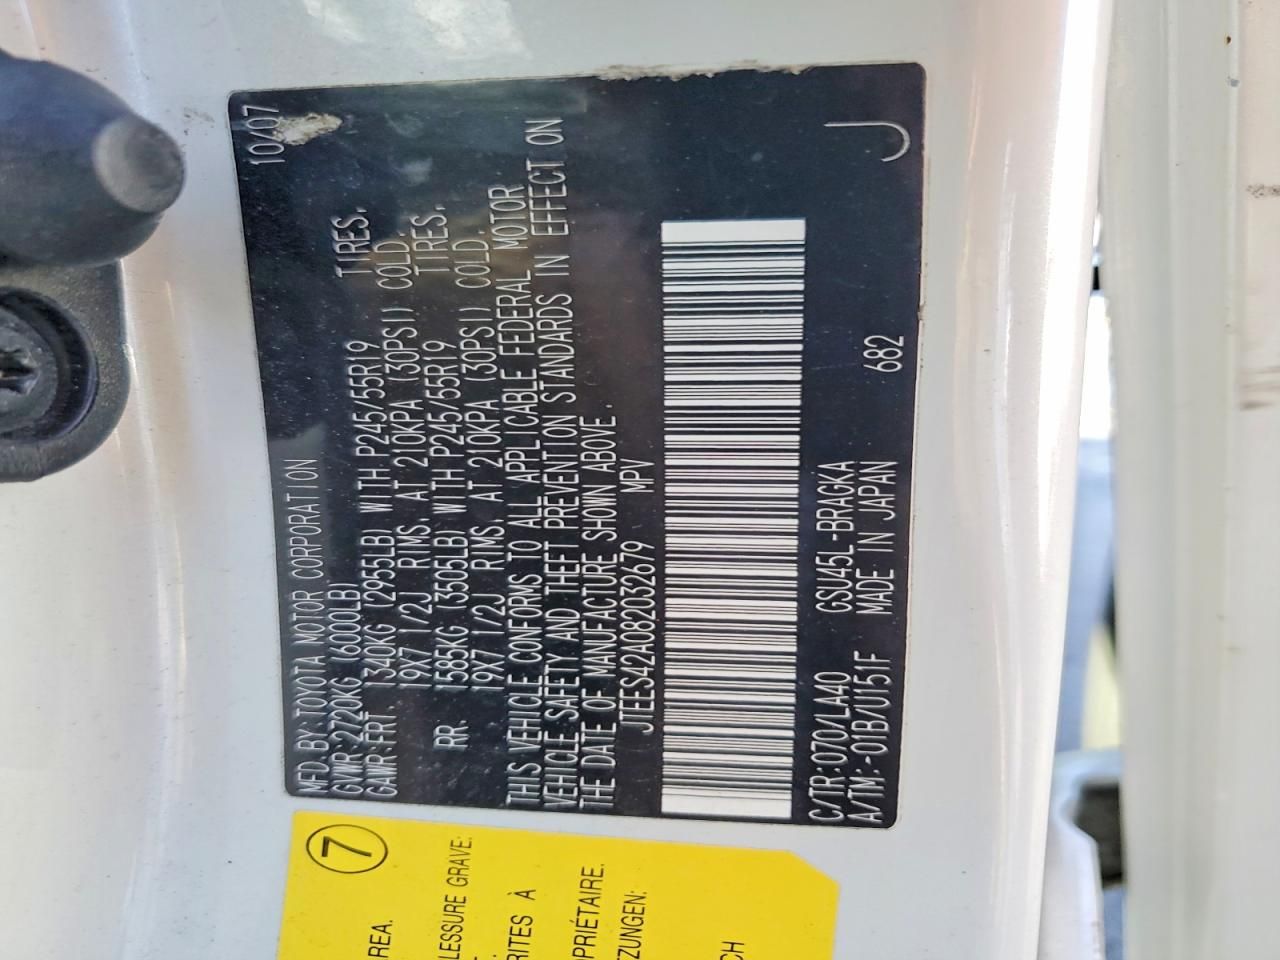 10/07
MFD. BY:TOYOTA MOTOR CORPORATION
GVWR:2720KG (6000LB)
GAWR:FRT 1340KG (2955LB) WITH P245/55R19 TIRES,
19X7 1/2J RIMS, AT 210KPA (30PSI) COLD.
RR. 1585KG (3505LB) WITH P245/55R19 TIRES,
19X7 1/2J RIMS, AT 210KPA (30PSI) COLD.
THIS VEHICLE CONFORMS TO ALL APPLICABLE FEDERAL MOTOR
VEHICLE SAFETY AND THEFT PREVENTION STANDARDS IN EFFECT ON
THE DATE OF MANUFACTURE SHOWN ABOVE.
JTEES42A082032679 MPV
C/TR:070/LA40 GSU45L-BRAGKA
A/TM:-01B/U151F MADE IN JAPAN 682 J
7
REA.
LESSURE GRAVE:
RITES À
PRIÉTAIRE.
TZUNGEN:
CH